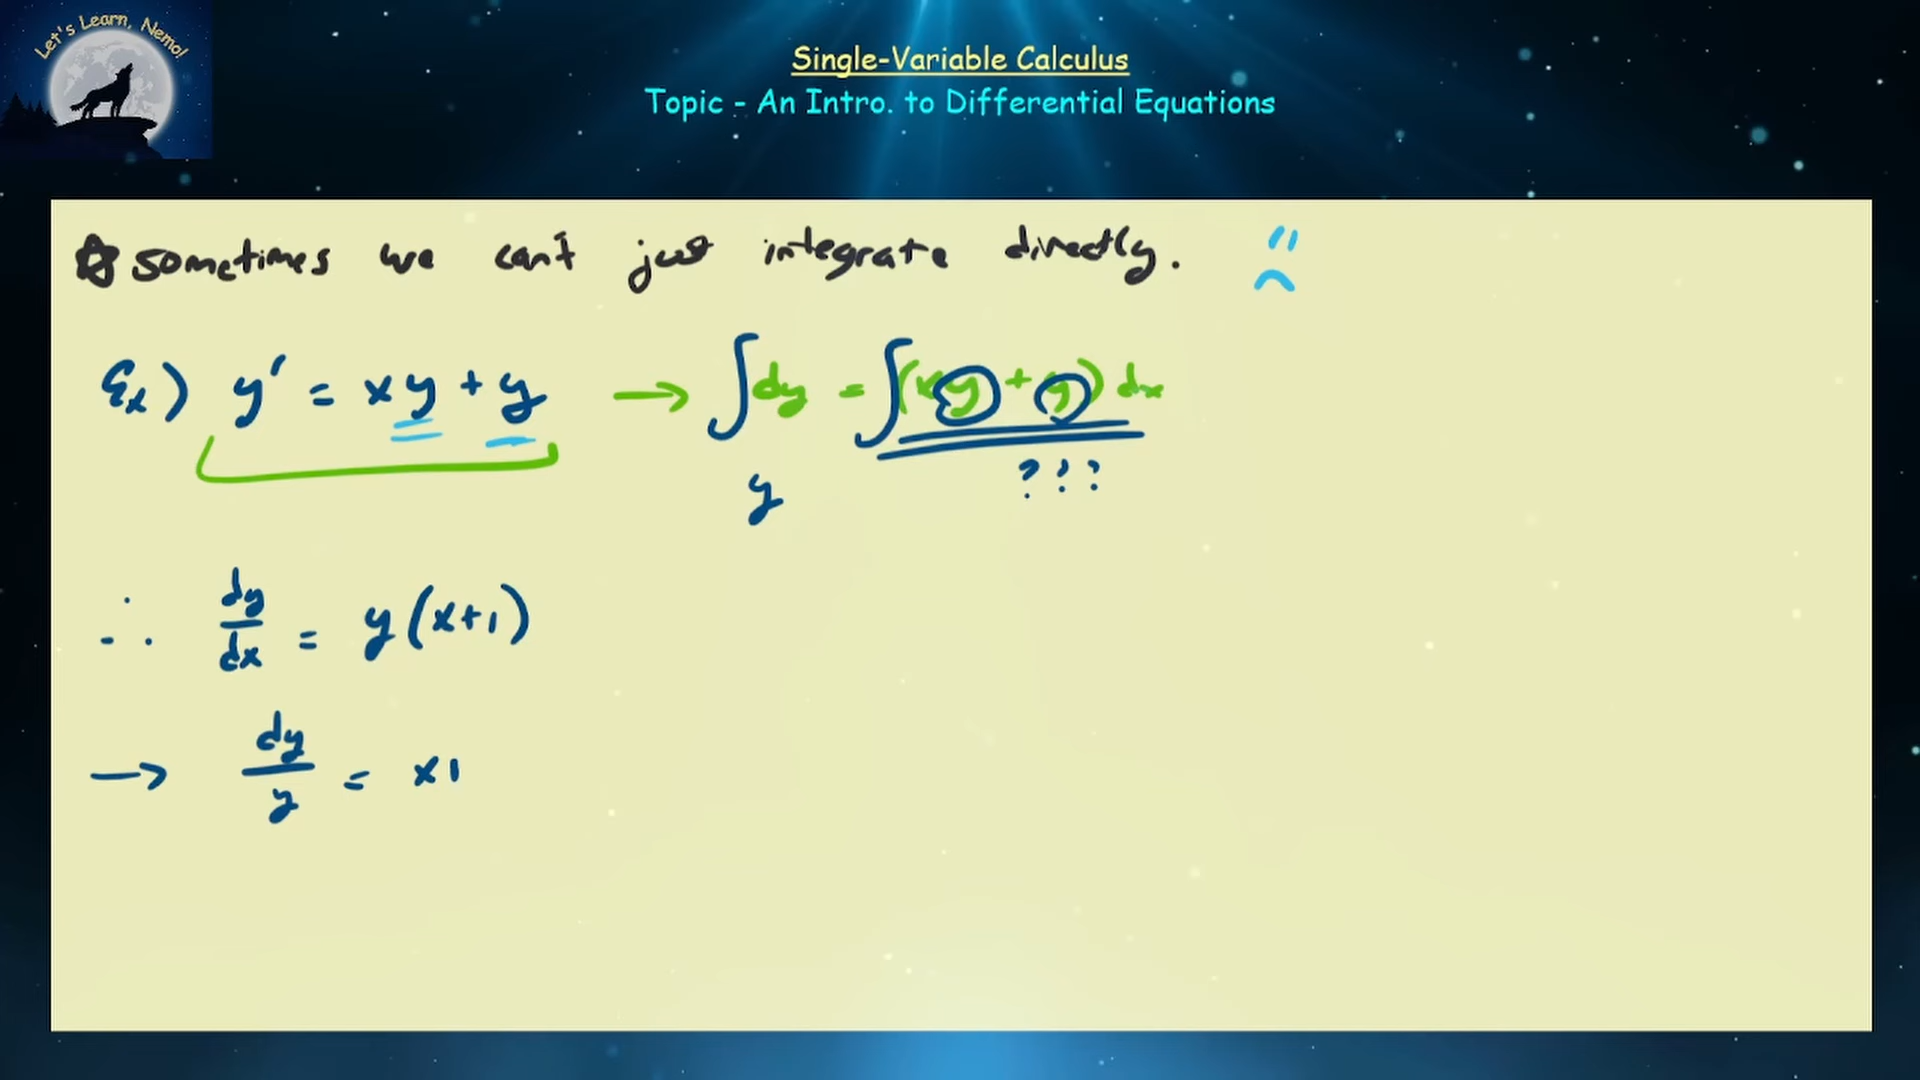 Let's Learn, Nemo!
Single-Variable Calculus
Topic - An Intro. to Differential Equations
☆ sometimes we can't just integrate directly.
Ex) y' = xy + y → ∫dy = ∫(xy + y) dx
y ???
∴ dy/dx = y(x+1)
→ dy/y = x1